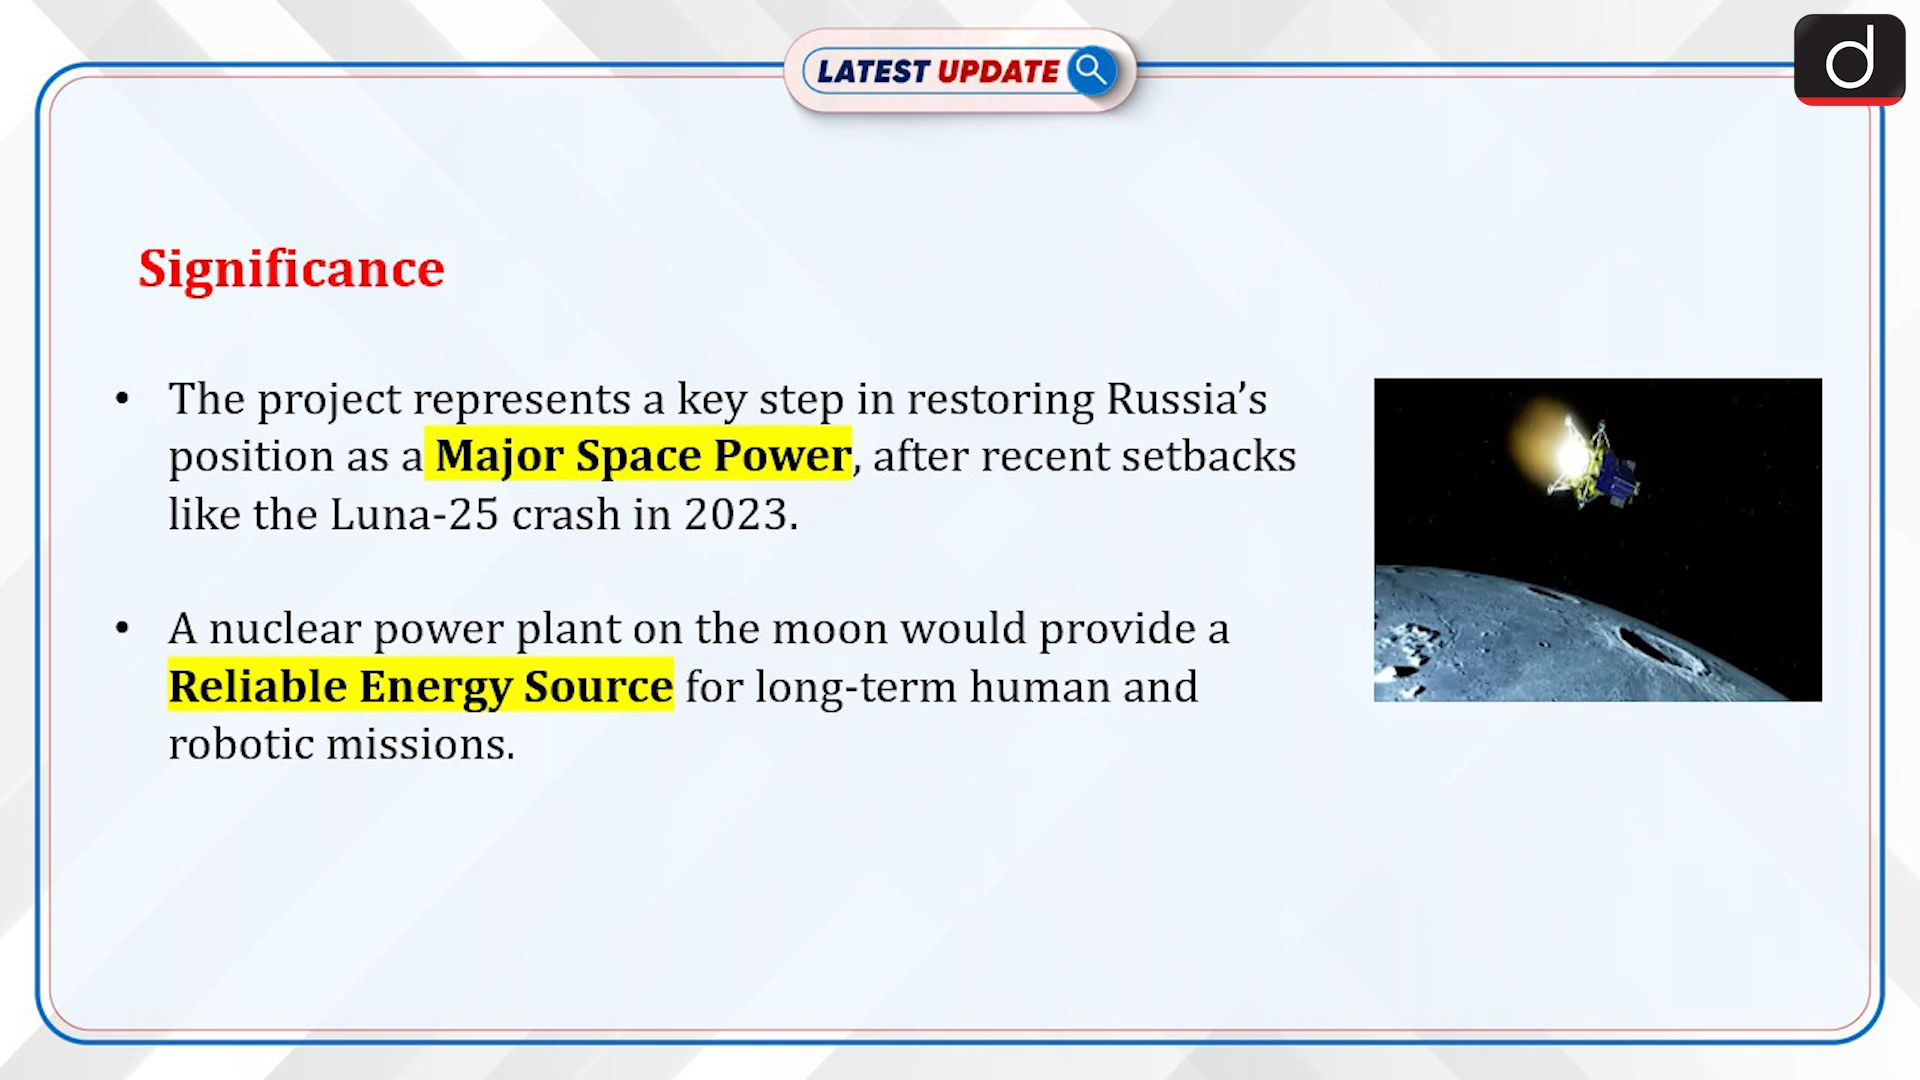 LATEST UPDATE
d
Significance
• The project represents a key step in restoring Russia’s
position as a Major Space Power, after recent setbacks
like the Luna-25 crash in 2023.
• A nuclear power plant on the moon would provide a
Reliable Energy Source for long-term human and
robotic missions.